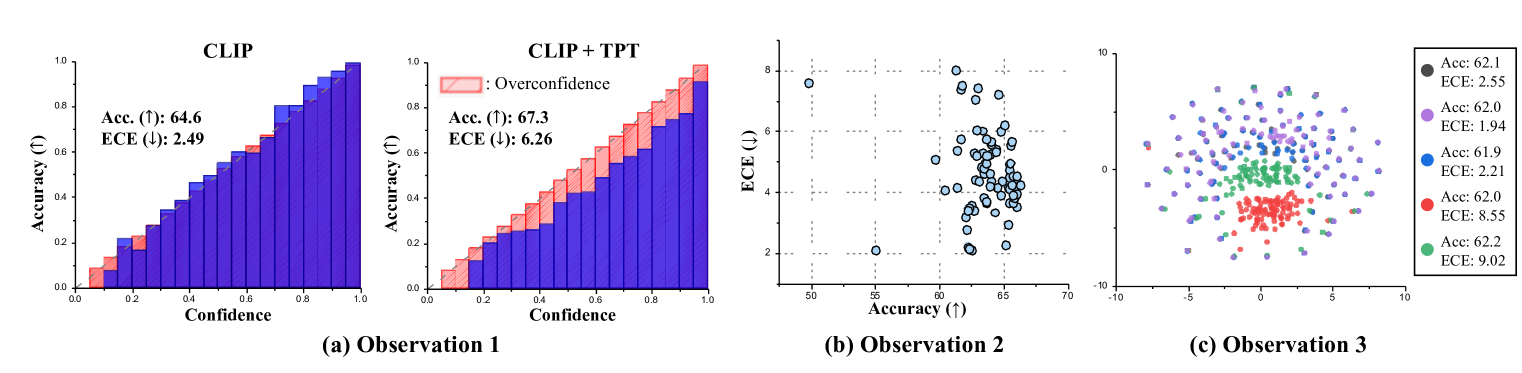 CLIP
Accuracy (↑)
1.0
0.8
0.6
0.4
0.2
0.0
Acc. (↑): 64.6
ECE (↓): 2.49
0.0
0.2
0.4
0.6
0.8
1.0
Confidence
CLIP + TPT
Accuracy (↑)
1.0
0.8
0.6
0.4
0.2
0.0
: Overconfidence
Acc. (↑): 67.3
ECE (↓): 6.26
0.0
0.2
0.4
0.6
0.8
1.0
Confidence
(a) Observation 1
ECE (↓)
8
6
4
2
50
55
60
65
70
Accuracy (↑)
(b) Observation 2
10
0
-10
-10
-5
0
5
10
Acc: 62.1
ECE: 2.55
Acc: 62.0
ECE: 1.94
Acc: 61.9
ECE: 2.21
Acc: 62.0
ECE: 8.55
Acc: 62.2
ECE: 9.02
(c) Observation 3